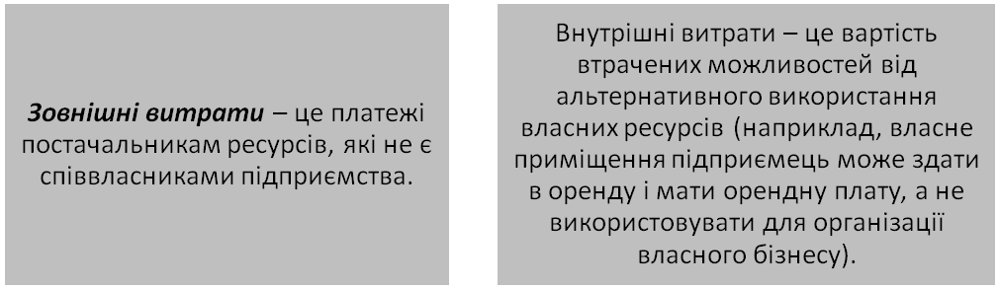 Зовнішні витрати – це платежі
постачальникам ресурсів, які не є
співвласниками підприємства.
Внутрішні витрати – це вартість
втрачених можливостей від
альтернативного використання
власних ресурсів (наприклад, власне
приміщення підприємець може здати
в оренду і мати орендну плату, а не
використовувати для організації
власного бізнесу).